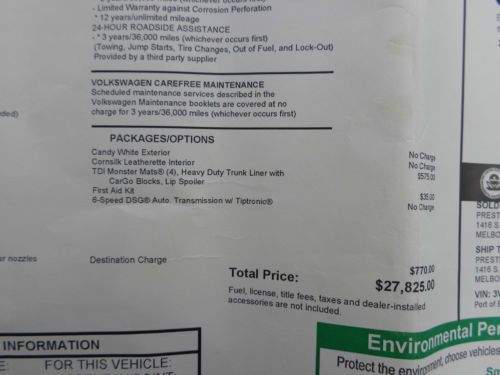 - Limited Warranty against Corrosion Perforation
* 12 years/unlimited mileage
24-HOUR ROADSIDE ASSISTANCE
- * 3 years/36,000 miles (whichever occurs first)
(Towing, Jump Starts, Tire Changes, Out of Fuel, and Lock-Out)
Provided by a third party supplier
VOLKSWAGEN CAREFREE MAINTENANCE
Scheduled maintenance services described in the
Volkswagen Maintenance booklets are covered at no
charge for 3 years/36,000 miles (whichever occurs first)
PACKAGES/OPTIONS
Candy White Exterior No Charge
Cornsilk Leatherette Interior No Charge
TDI Monster Mats® (4), Heavy Duty Trunk Liner with $575.00
CarGo Blocks, Lip Spoiler
First Aid Kit $35.00
6-Speed DSG® Auto. Transmission w/ Tiptronic® No Charge
nozzles
Destination Charge $770.00
Total Price: $27,825.00
Fuel, license, title fees, taxes and dealer-installed
accessories are not included.
SOLD
PREST
1416 S.
MELBO
SHIP T
PREST
1416 S.
MELBO
VIN: 3V
Port of E
INFORMATION
FOR THIS VEHICLE:
Environmental Per
Protect the environment, choose vehicles